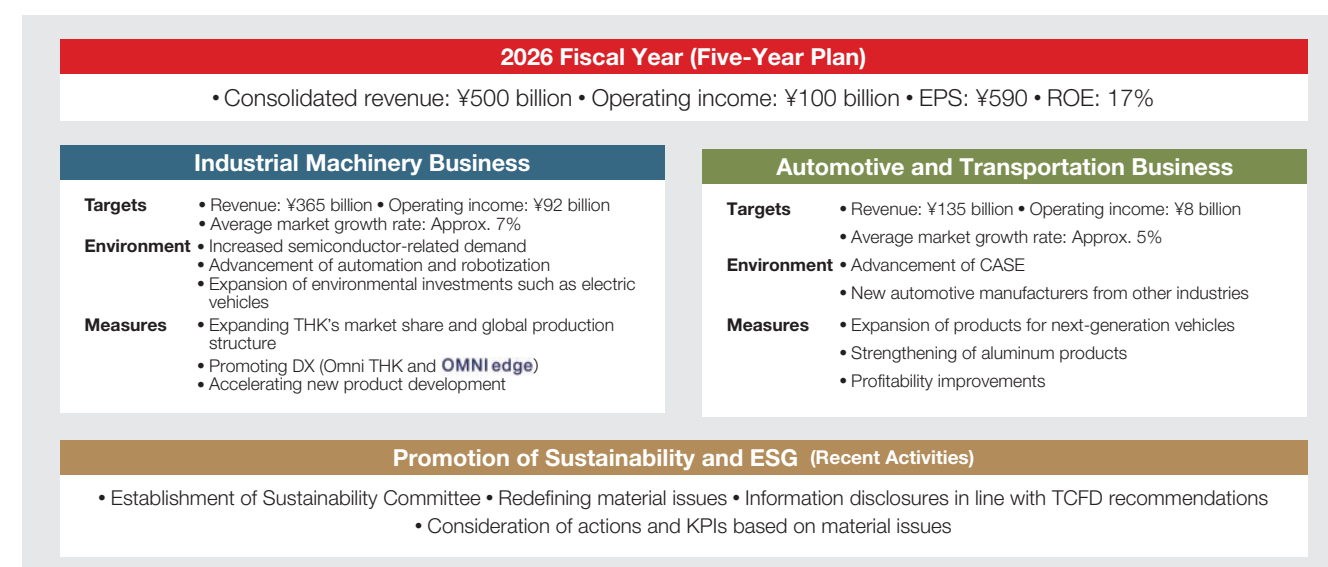 2026 Fiscal Year (Five-Year Plan)
• Consolidated revenue: ¥500 billion • Operating income: ¥100 billion • EPS: ¥590 • ROE: 17%
Industrial Machinery Business
Targets • Revenue: ¥365 billion • Operating income: ¥92 billion
• Average market growth rate: Approx. 7%
Environment • Increased semiconductor-related demand
• Advancement of automation and robotization
• Expansion of environmental investments such as electric
vehicles
Measures • Expanding THK's market share and global production
structure
• Promoting DX (Omni THK and OMNI edge)
• Accelerating new product development
Automotive and Transportation Business
Targets • Revenue: ¥135 billion • Operating income: ¥8 billion
• Average market growth rate: Approx. 5%
Environment • Advancement of CASE
• New automotive manufacturers from other industries
Measures • Expansion of products for next-generation vehicles
• Strengthening of aluminum products
• Profitability improvements
Promotion of Sustainability and ESG (Recent Activities)
• Establishment of Sustainability Committee • Redefining material issues • Information disclosures in line with TCFD recommendations
• Consideration of actions and KPIs based on material issues